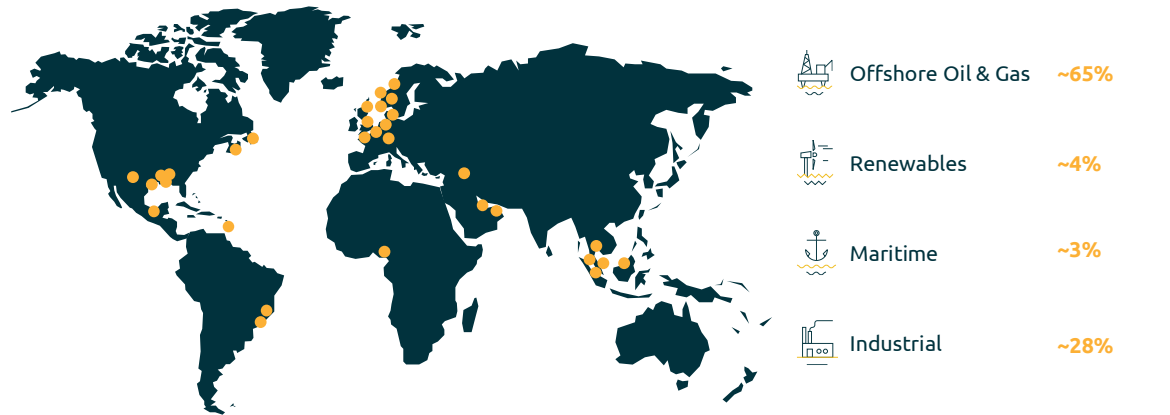 Offshore Oil & Gas ~65%
Renewables ~4%
Maritime ~3%
Industrial ~28%